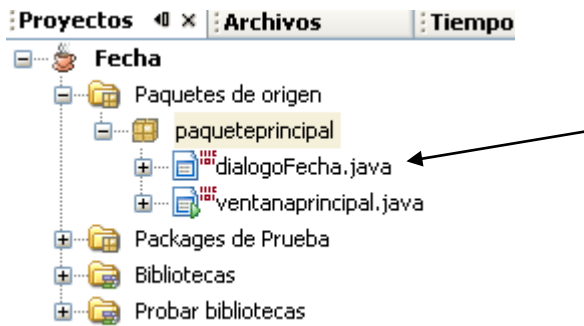 Proyectos Archivos Tiempo
Fecha
Paquetes de origen
paqueteprincipal
dialogoFecha.java
ventanaprincipal.java
Packages de Prueba
Bibliotecas
Probar bibliotecas